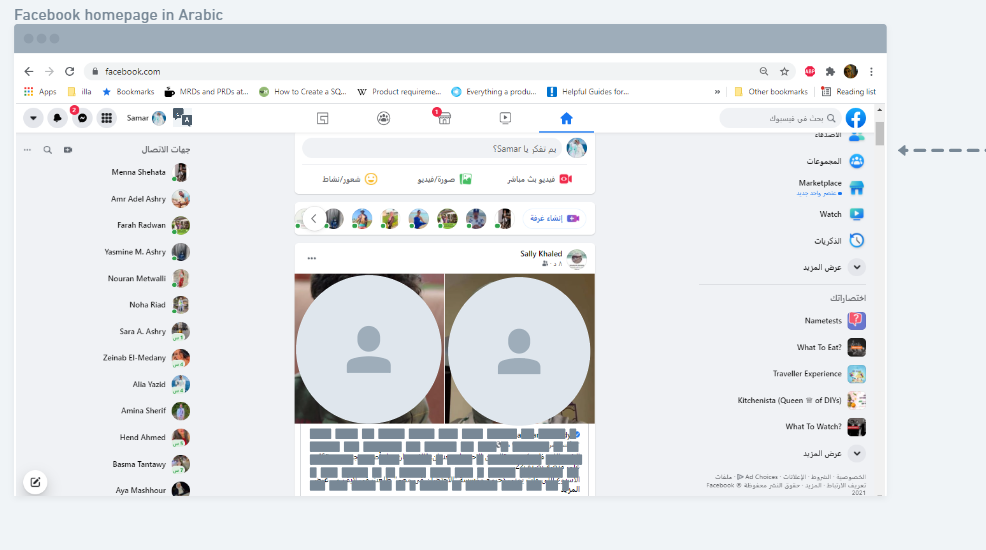 Facebook homepage in Arabic
facebook.com
ABP
Apps
illa
Bookmarks
MRDs and PRDs at...
How to Create a SQ...
Product requireme...
Everything a produ...
Helpful Guides for...
»
Other bookmarks
Reading list
بحث في فيسبوك
1
Samar
2
الأصدقاء
المجموعات
Marketplace
Watch
الذكريات
عرض المزيد
اختصاراتك
Nametests
What To Eat?
Traveller Experience
Kitchenista (Queen ♕ of DIYs)
What To Watch?
عرض المزيد
الخصوصية · الشروط · الإعلانات · Ad Choices · ملفات
تعريف الارتباط · المزيد · حقوق النشر محفوظة © Facebook
2021
بم تفكر يا Samar؟
فيديو بث مباشر
صورة/فيديو
شعور/نشاط
إنشاء غرفة
Sally Khaled
٨ د
المزيد
جهات الاتصال
Menna Shehata
Amr Adel Ashry
Farah Radwan
Yasmine M. Ashry
Nouran Metwalli
Noha Riad
Sara A. Ashry
Zeinab El-Medany
Alia Yazid
Amina Sherif
Hend Ahmed
Basma Tantawy
Aya Mashhour